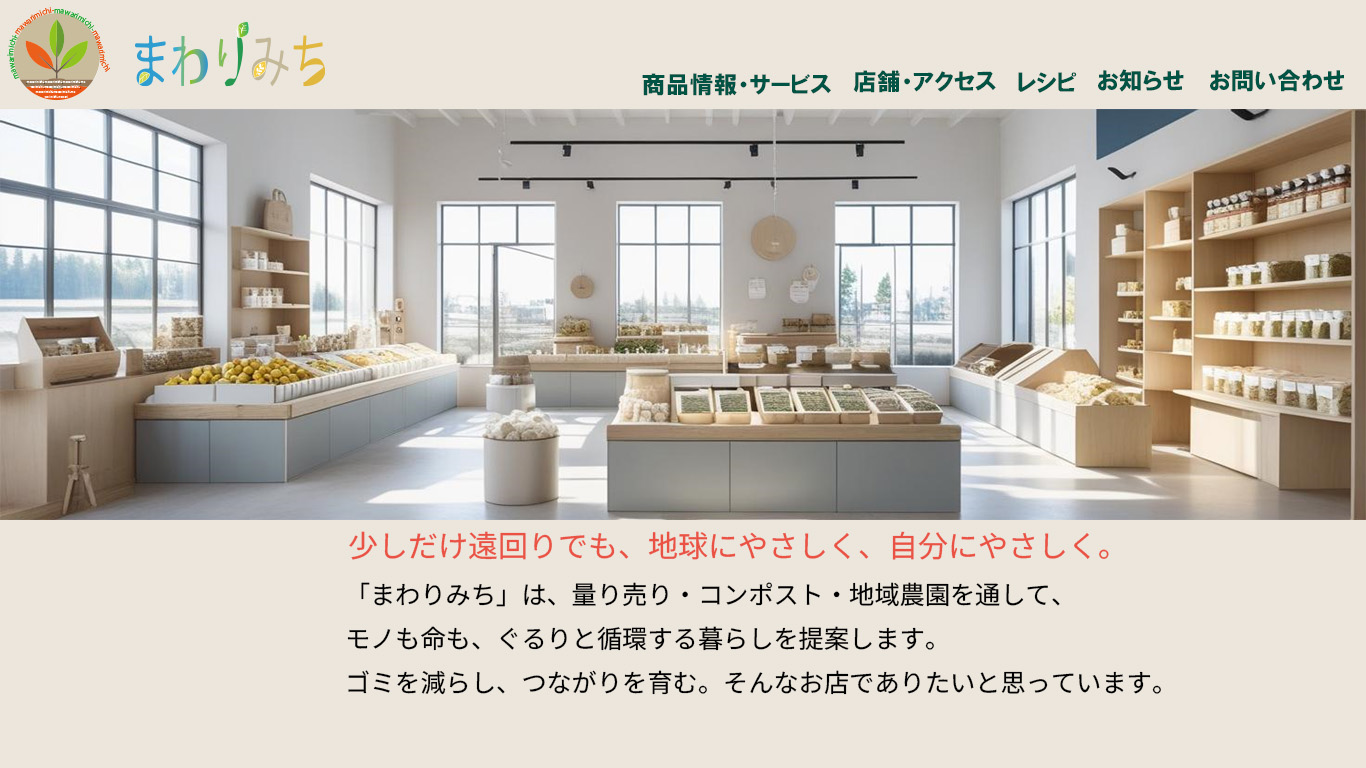 mawarimichi-mawarimichi-mawarimichi-mawarimichi
まわりみち
商品情報・サービス 店舗・アクセス レシピ お知らせ お問い合わせ
少しだけ遠回りでも、地球にやさしく、自分にやさしく。
「まわりみち」は、量り売り・コンポスト・地域農園を通して、
モノも命も、ぐるりと循環する暮らしを提案します。
ゴミを減らし、つながりを育む。そんなお店でありたいと思っています。